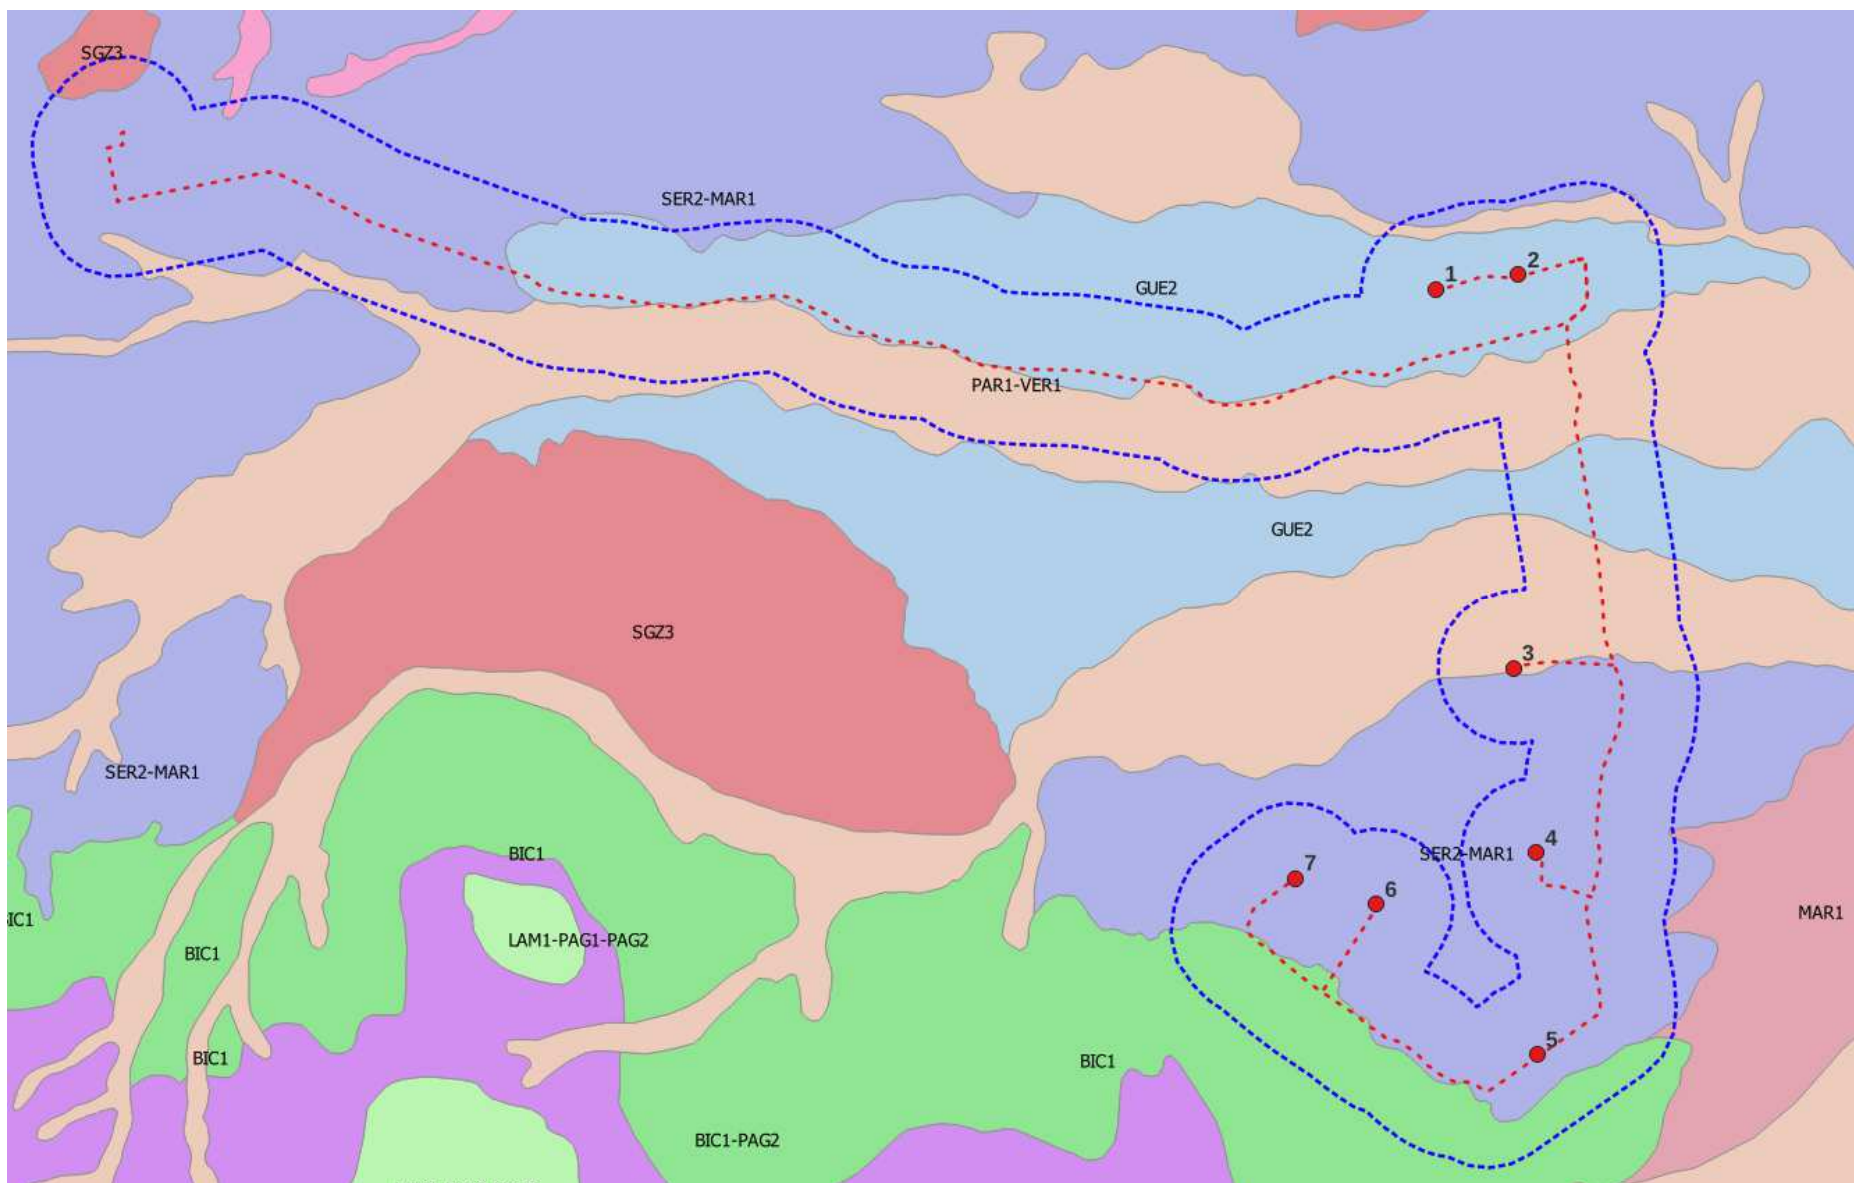 SGZ3
SER2-MAR1
1
2
GUE2
PAR1-VER1
GUE2
SGZ3
3
SER2-MAR1
4
SER2-MAR1
BIC1
7
6
MAR1
BIC1
LAM1-PAG1-PAG2
BIC1
5
BIC1
BIC1
BIC1-PAG2